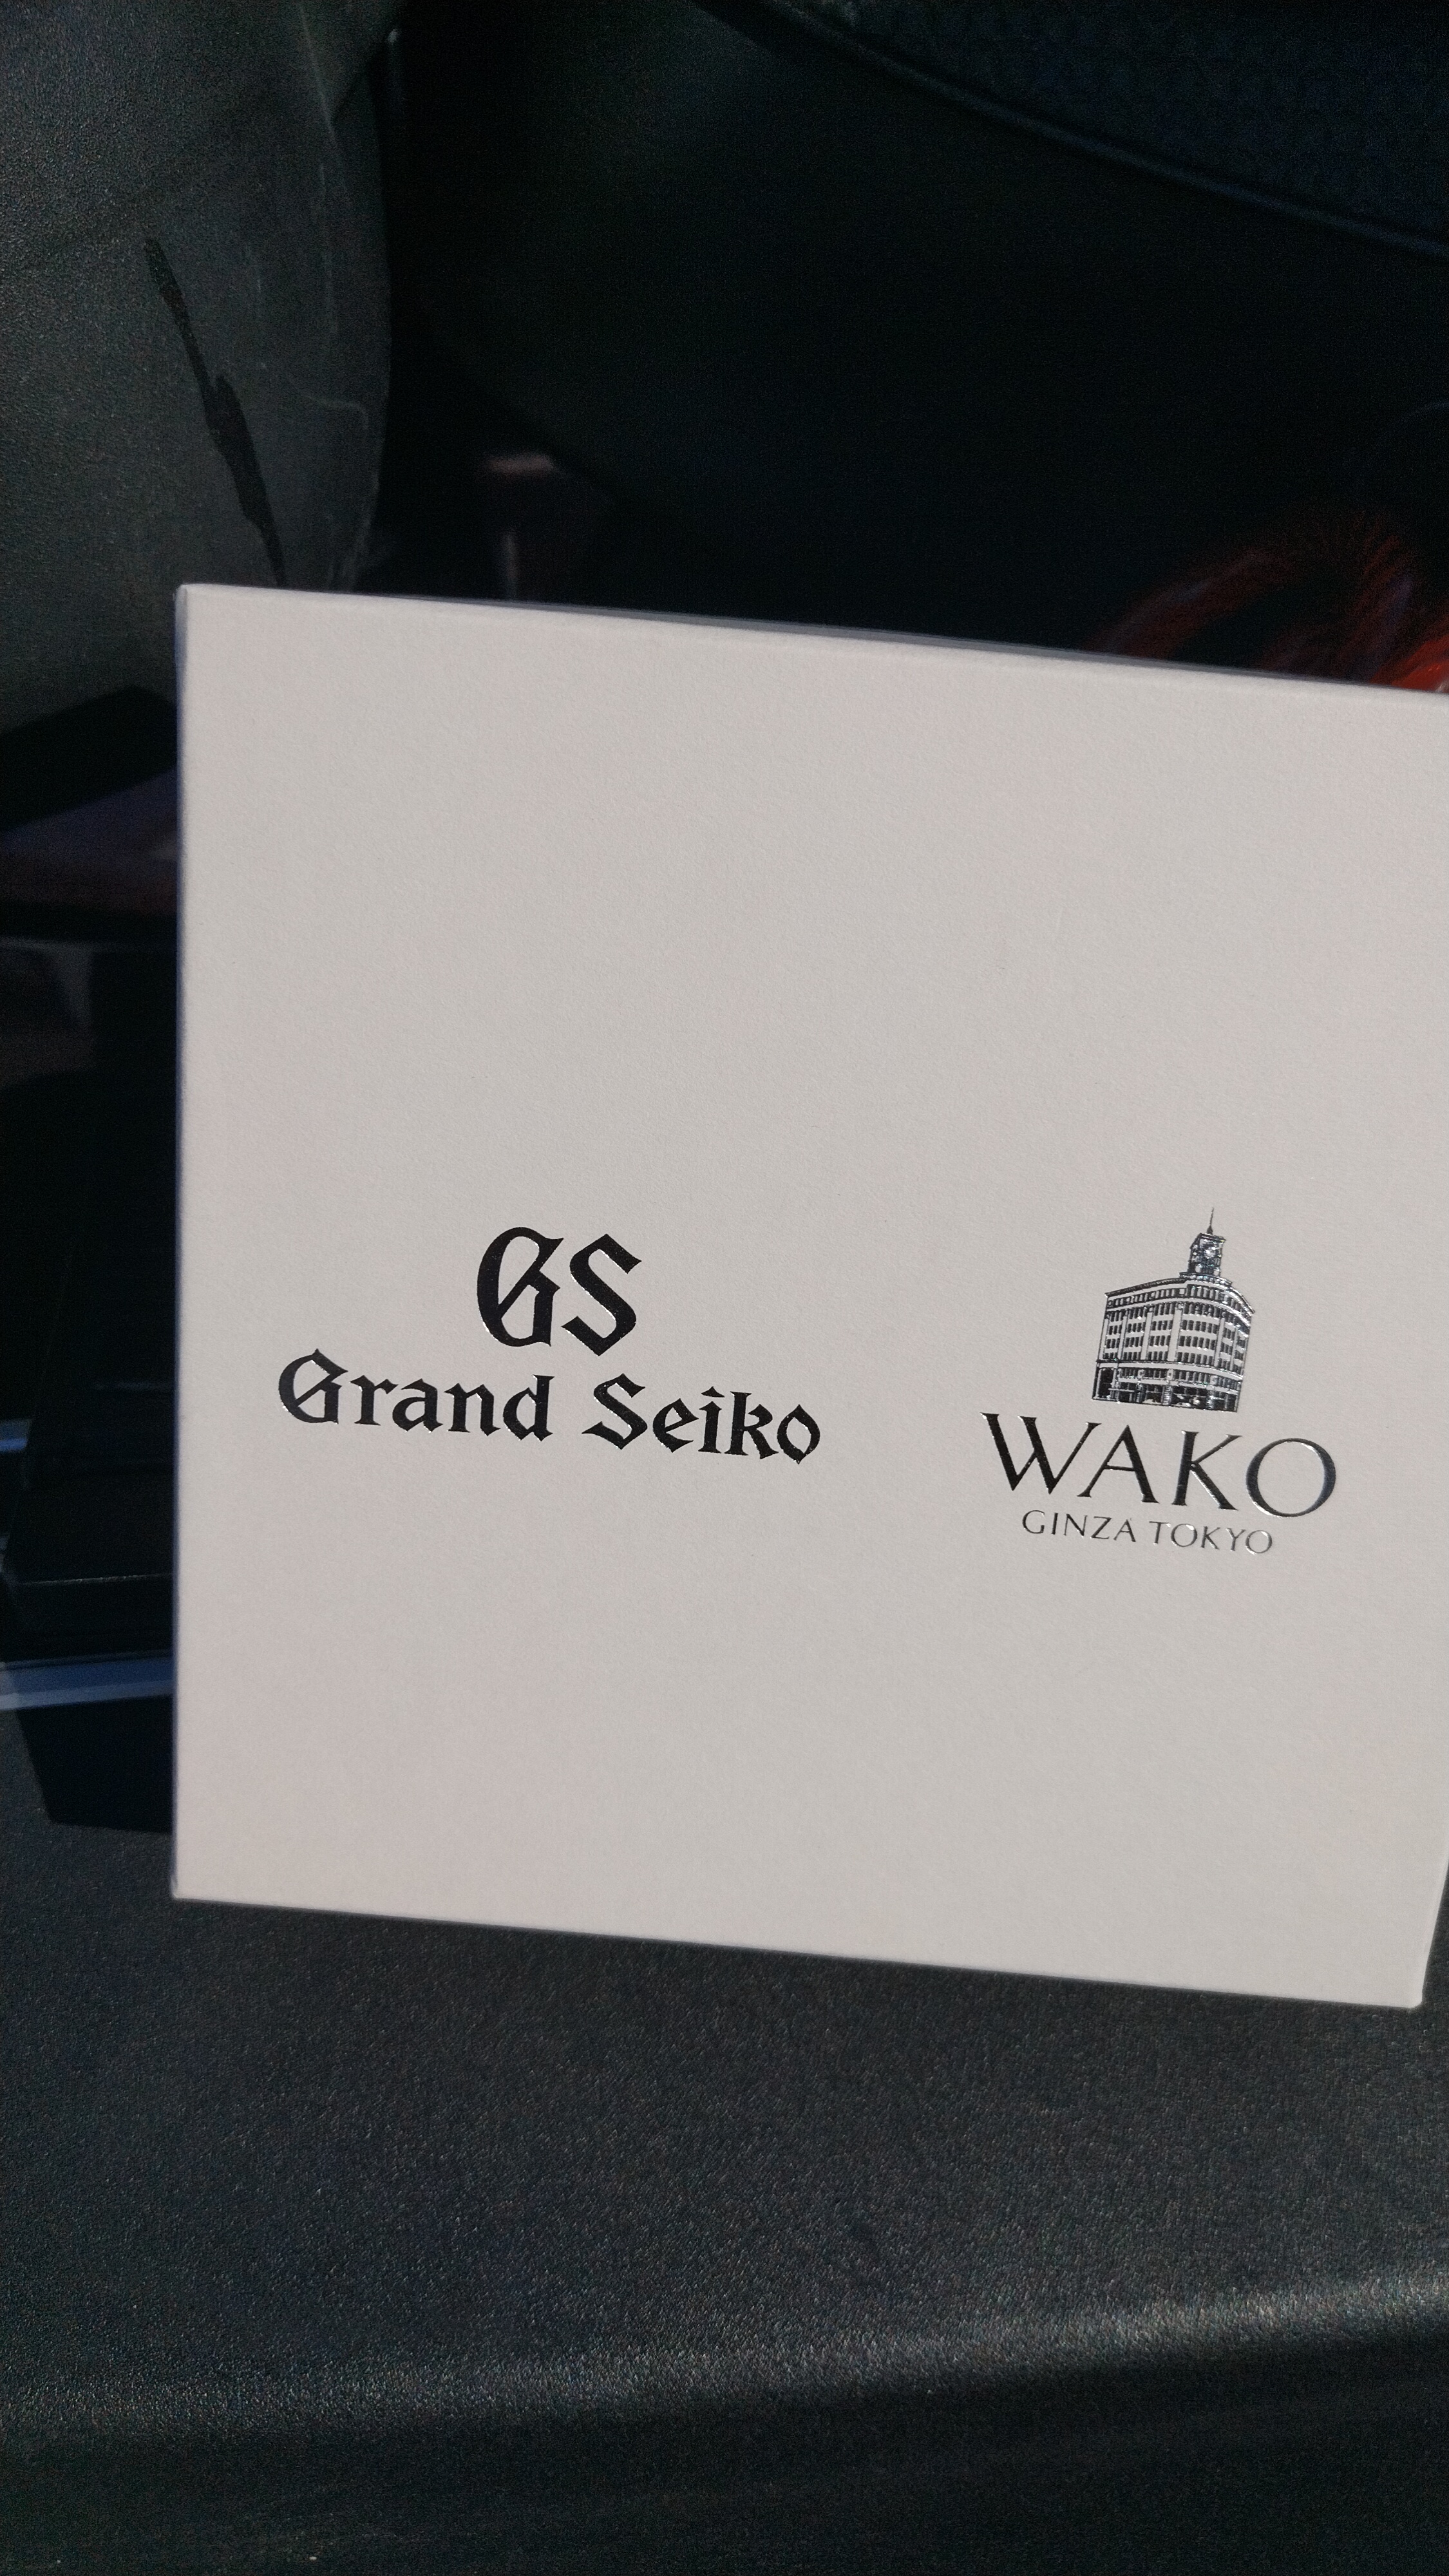 GS
Grand Seiko
WAKO
GINZA TOKYO